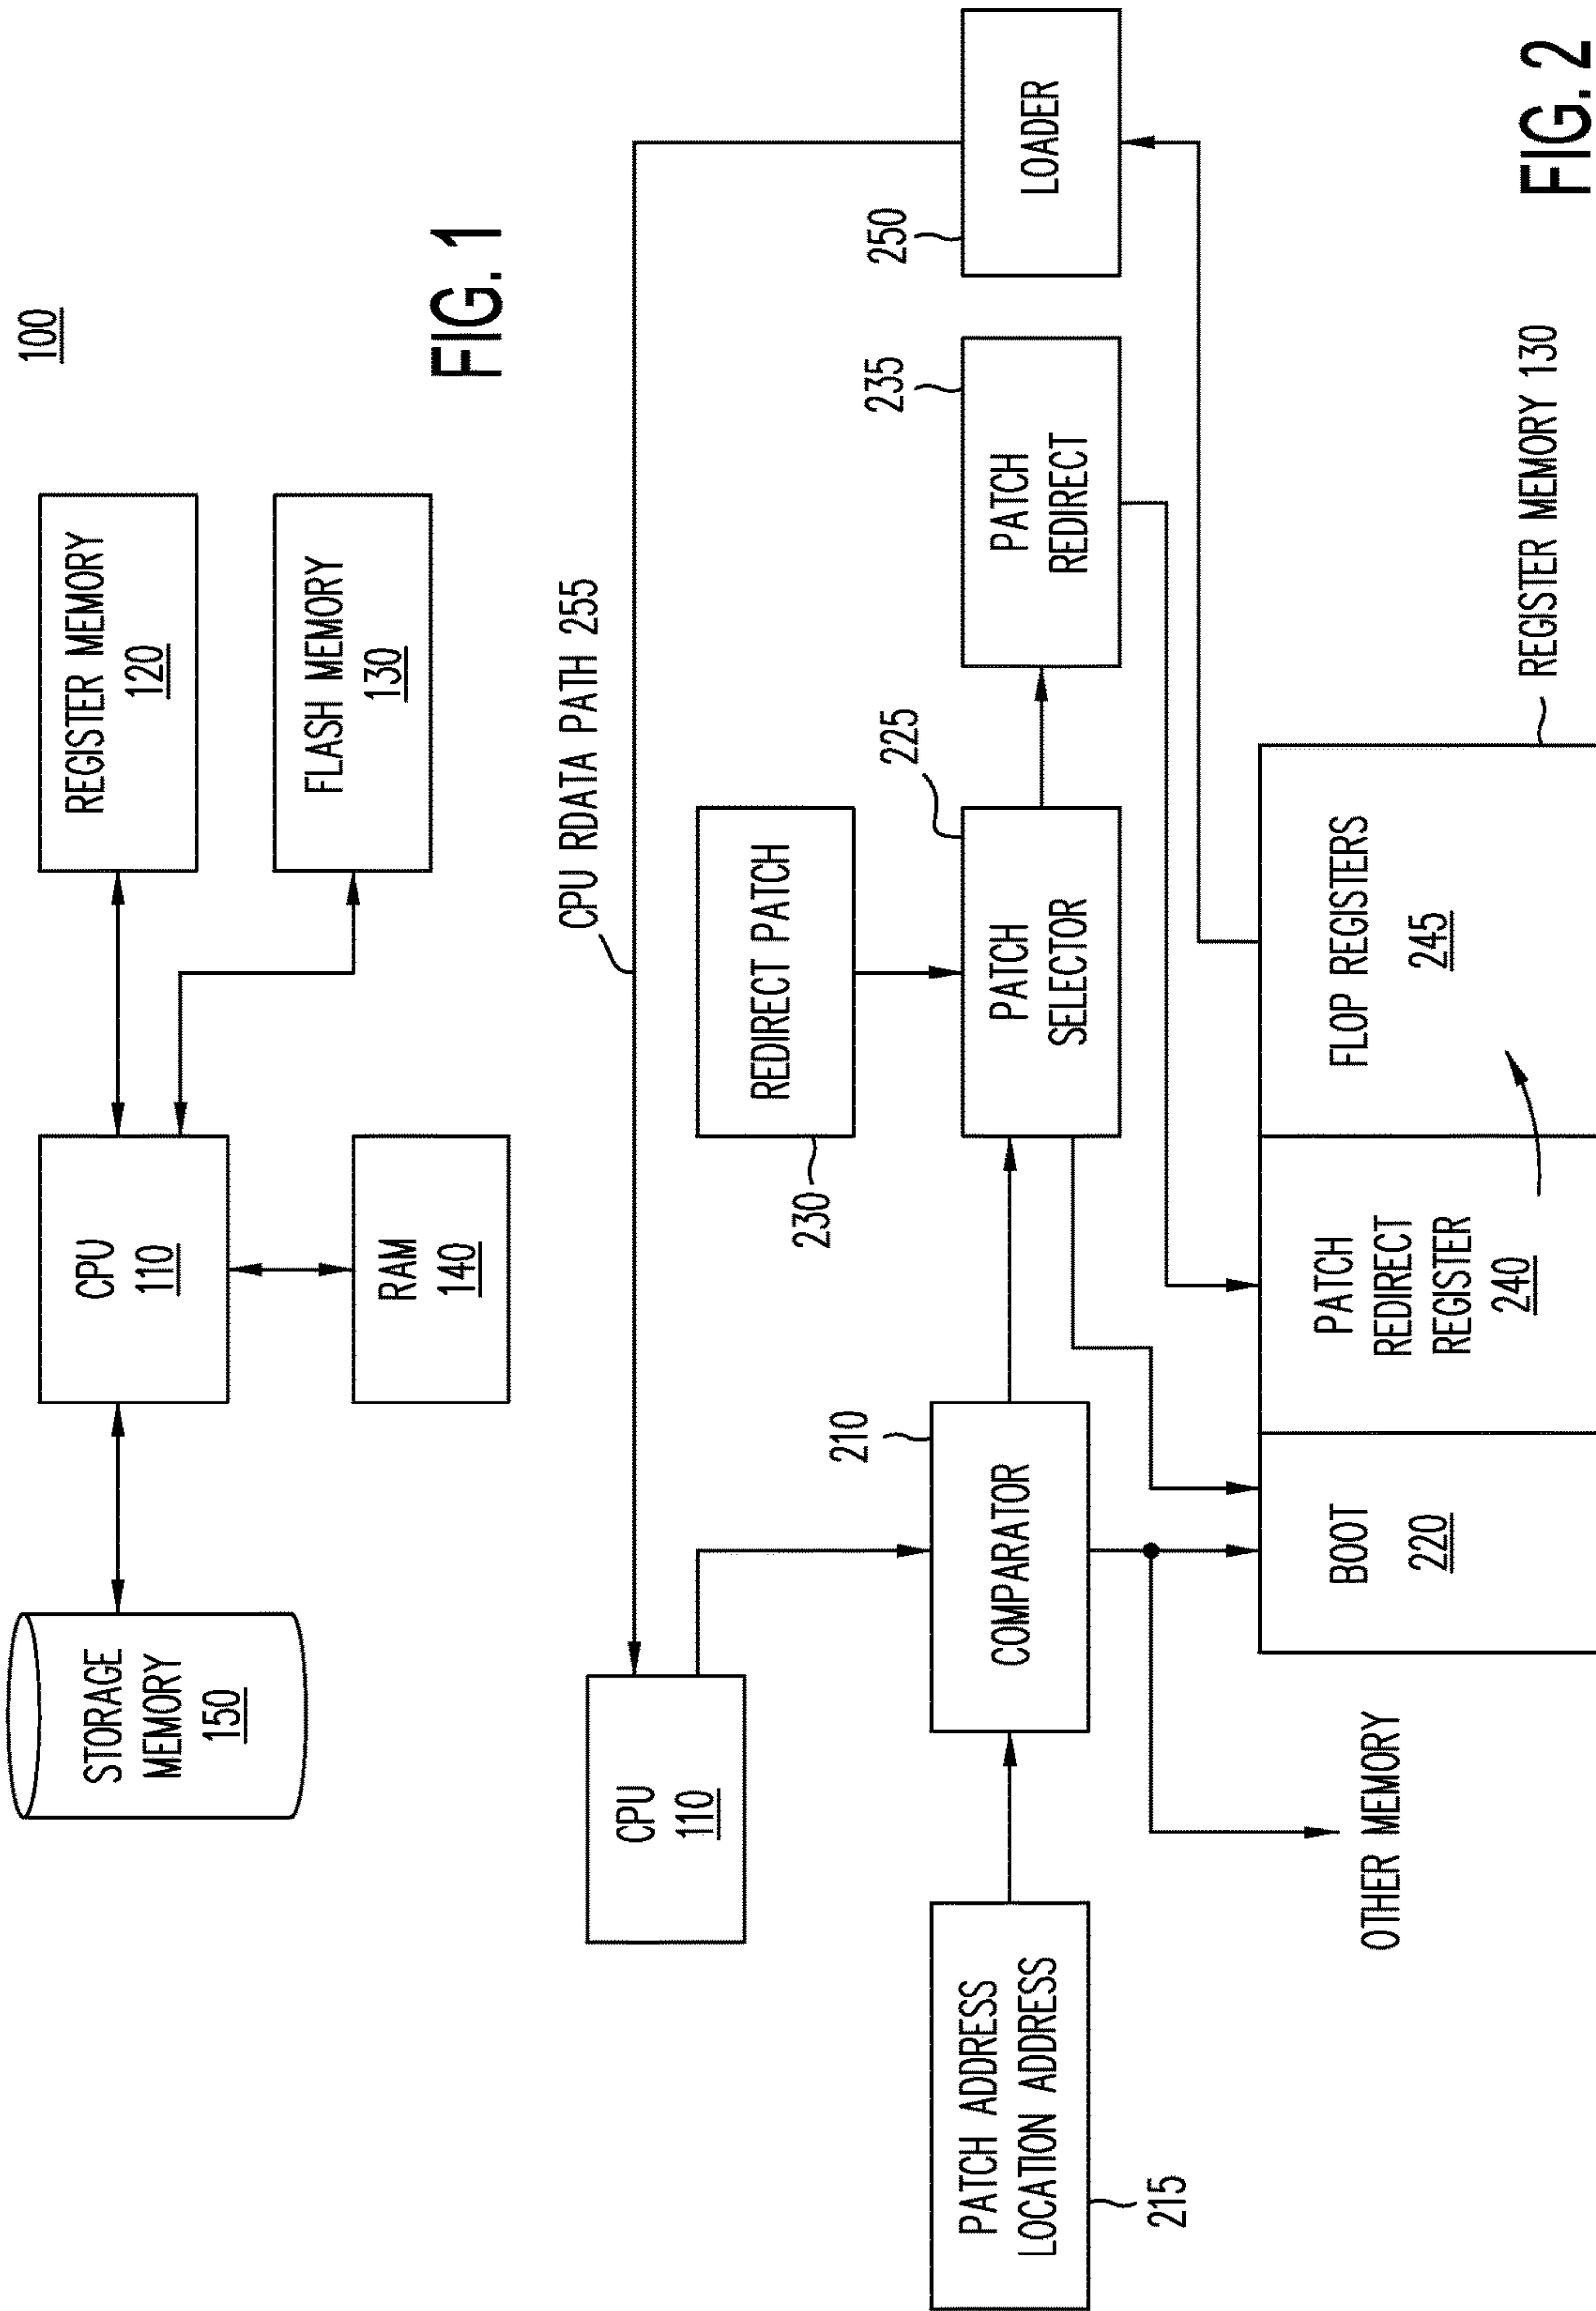 100
STORAGE
MEMORY
150
CPU
110
REGISTER MEMORY
120
FLASH MEMORY
130
RAM
140
FIG. 1
CPU RDATA PATH 255
CPU
110
REDIRECT PATCH
230
PATCH ADDRESS
LOCATION ADDRESS
215
COMPARATOR
210
PATCH
SELECTOR
225
PATCH
REDIRECT
235
LOADER
250
OTHER MEMORY
BOOT
220
PATCH
REDIRECT
REGISTER
240
FLOP REGISTERS
245
REGISTER MEMORY 130
FIG. 2